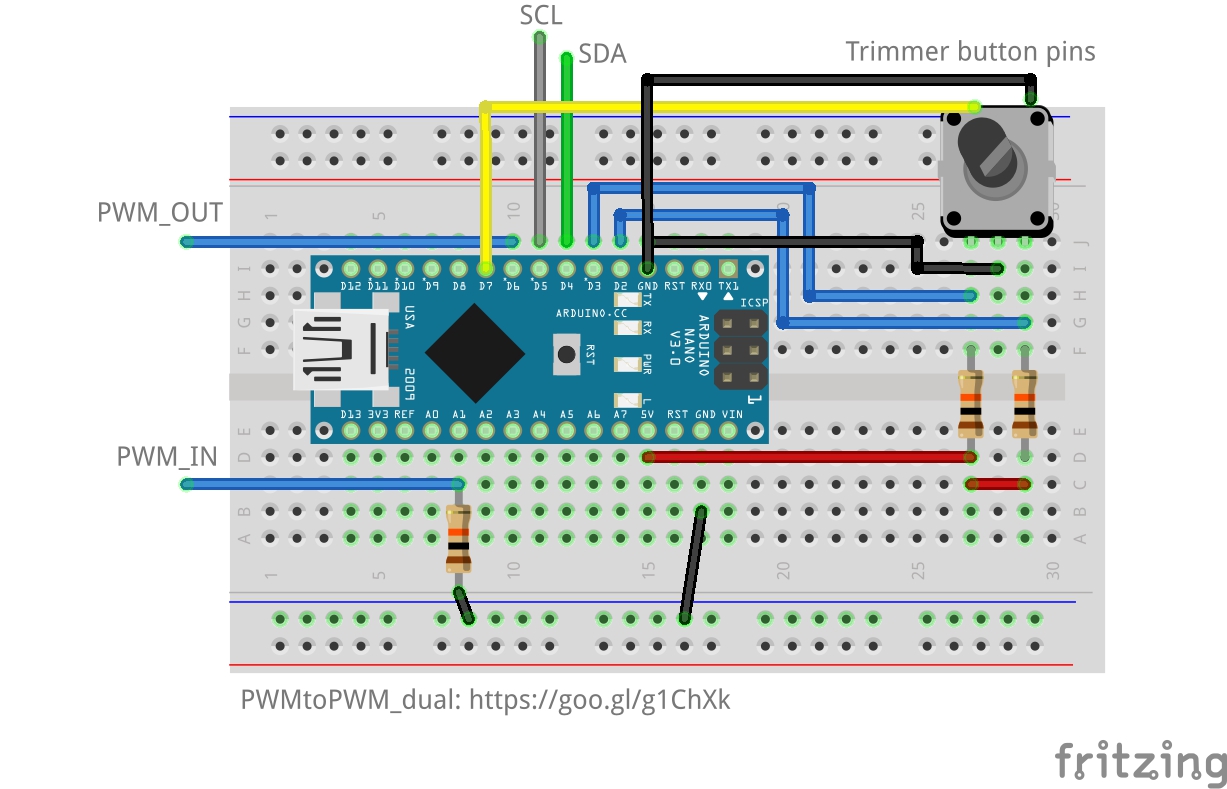 SCL
SDA
Trimmer button pins
PWM_OUT
1 5 10 20 25 30
J
I I
H H
G G
F F
D12 D11 D10 D9 D8 D7 D6 D5 D4 D3 D2 GND RST RX0 TX1
TX
RX
PWR
L
ICSP
1
ARDUINO.CC
ARDUINO
NANO
V3.0
RST
USA
2009
D13 3V3 REF A0 A1 A2 A3 A4 A5 A6 A7 5V RST GND VIN
PWM_IN
E E
D D
C C
B B
A A
1 5 10 15 20 25 30
PWMtoPWM_dual: https://goo.gl/g1ChXk
fritzing